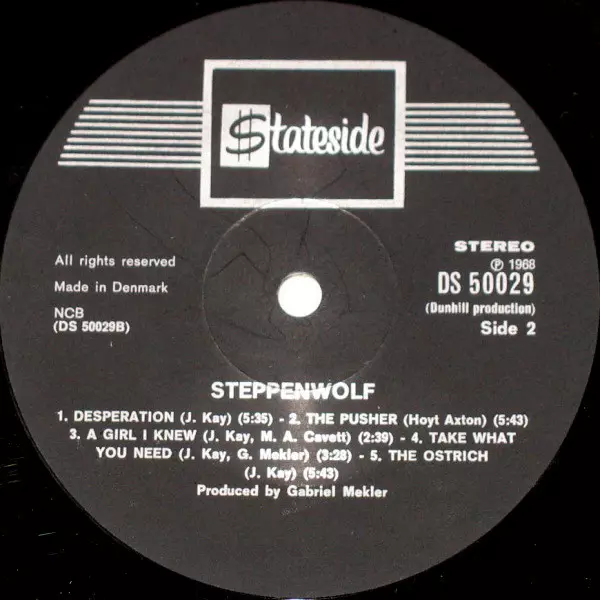 $tateside
STEREO
All rights reserved
℗ 1968
Made in Denmark
DS 50029
NCB
(Dunhill production)
(DS 50029B)
Side 2
STEPPENWOLF
1. DESPERATION (J. Kay) (5:35) - 2. THE PUSHER (Hoyt Axton) (5:43)
3. A GIRL I KNEW (J. Kay, M. A. Cavett) (2:39) - 4. TAKE WHAT
YOU NEED (J. Kay, G. Mekler) (3:28) - 5. THE OSTRICH
(J. Kay) (5:43)
Produced by Gabriel Mekler